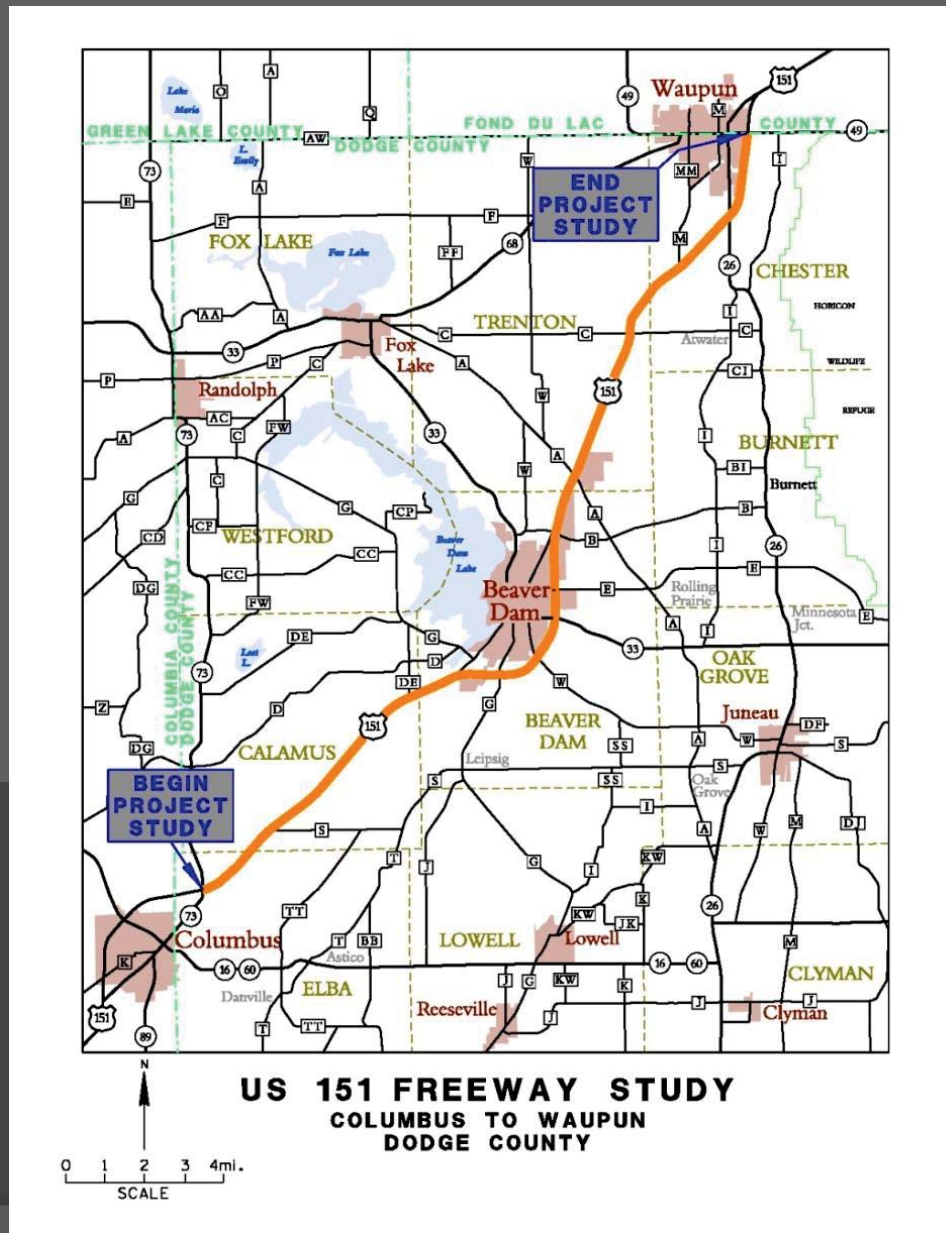 151
Waupun
49
Lake
Maria
O
A
Q
M
FOND DU LAC
COUNTY
49
GREEN LAKE COUNTY
AW
DODGE COUNTY
L.
Emily
W
I
MM
73
A
END
PROJECT
STUDY
E
F
F
FOX LAKE
Fox Lake
FF
68
M
26
CHESTER
I
HORICON
AA
A
TRENTON
C
C
C
Atwater
33
Fox
Lake
P
C
A
WILDLIFE
CI
P
Randolph
151
W
REFUGE
AC
FW
A
73
C
33
I
BURNETT
A
W
BI
Burnett
C
G
G
CP
A
B
CF
WESTFORD
B
CD
Beaver
Dam
Lake
I
26
CC
CC
E
DG
Beaver
Dam
E
Rolling
Prairie
Minnesota
Jct.
E
FW
COLUMBIA COUNTY
DODGE COUNTY
A
I
DE
G
33
Lost
L.
D
OAK
GROVE
73
DE
W
Z
D
G
Juneau
151
BEAVER
DAM
DF
DG
CALAMUS
SS
A
W
S
Leipsig
S
BEGIN
PROJECT
STUDY
S
SS
Oak
Grove
I
S
A
W
M
DJ
T
J
G
KW
I
K
TT
KW
26
73
JK
Columbus
T
BB
LOWELL
Lowell
M
K
Astico
16
60
16
60
CLYMAN
Danville
ELBA
J
G
KW
K
J
J
151
Reeseville
J
Clyman
T
TT
89
N
US 151 FREEWAY STUDY
COLUMBUS TO WAUPUN
DODGE COUNTY
0 1 2 3 4mi.
SCALE